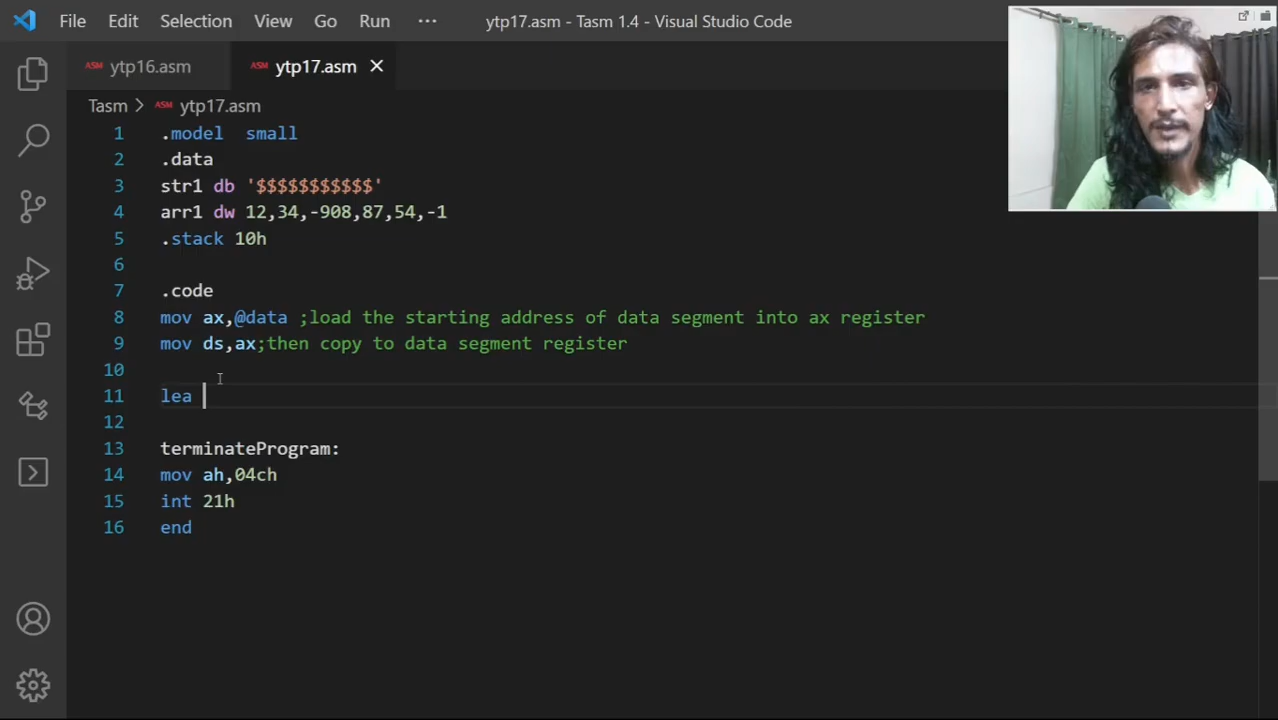 File Edit Selection View Go Run ··· ytp17.asm - Tasm 1.4 - Visual Studio Code
ASM ytp16.asm ASM ytp17.asm
Tasm > ASM ytp17.asm
1 .model  small
2 .data
3 str1 db '$$$$$$$$$$$'
4 arr1 dw 12,34,-908,87,54,-1
5 .stack 10h
6
7 .code
8 mov ax,@data ;load the starting address of data segment into ax register
9 mov ds,ax;then copy to data segment register
10
11 lea
12
13 terminateProgram:
14 mov ah,04ch
15 int 21h
16 end